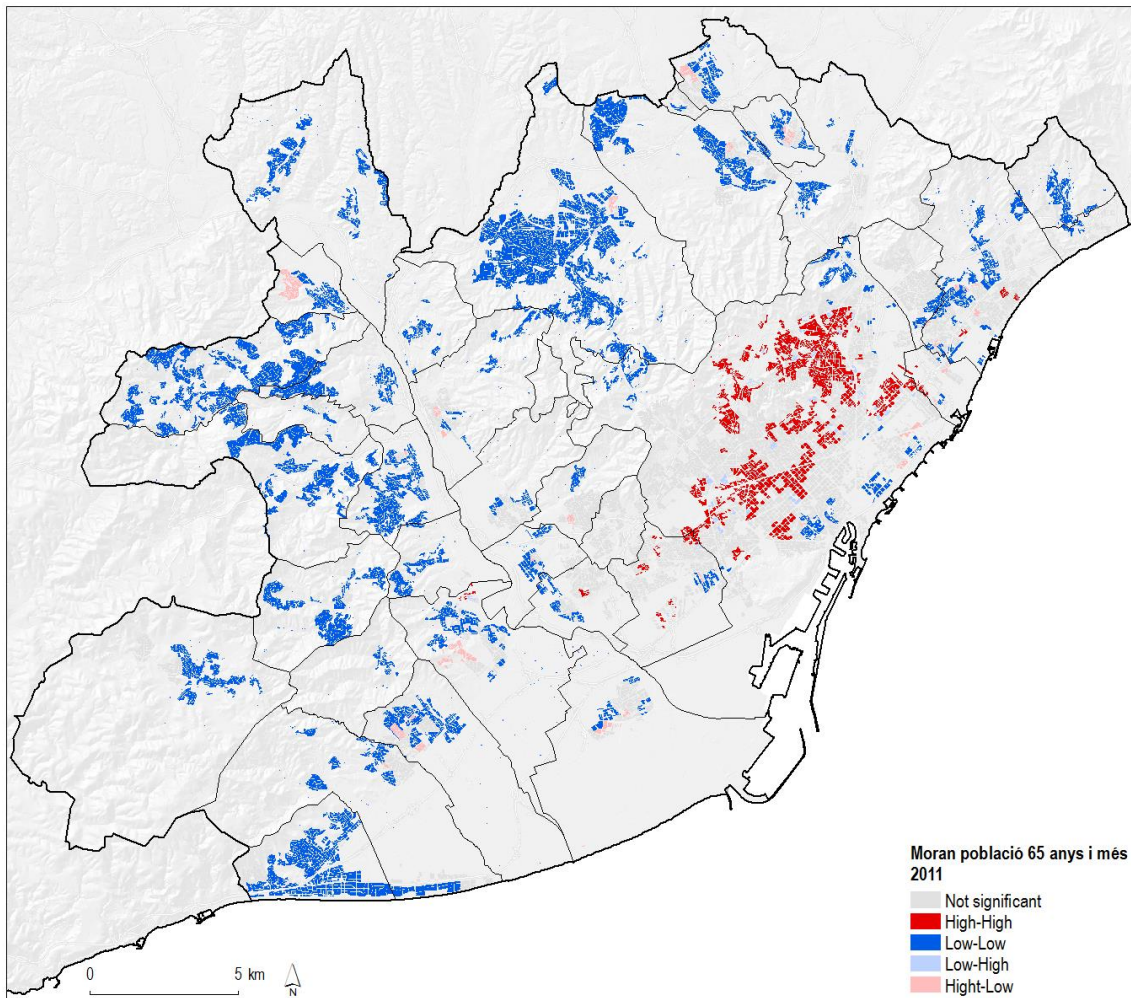 Moran població 65 anys i més
2011
Not significant
High-High
Low-Low
Low-High
Hight-Low
0 5 km
N